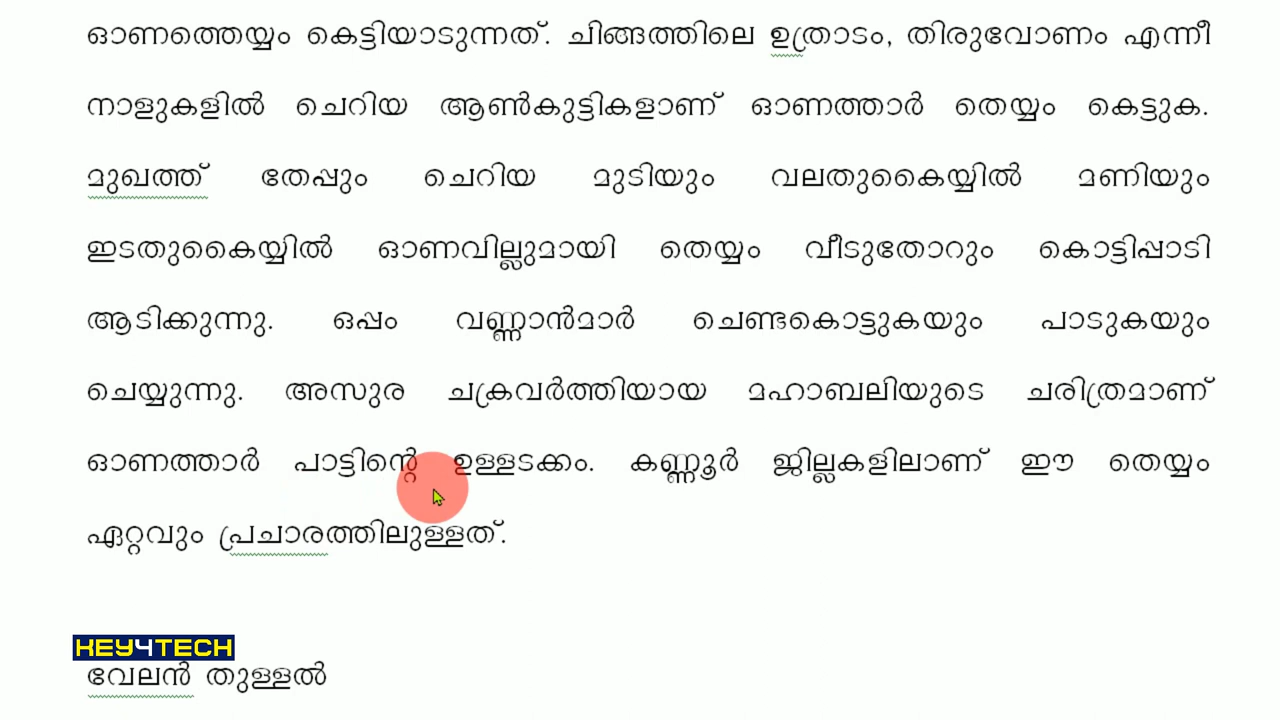 ഓണത്തെയ്യം കെട്ടിയാടുന്നത്. ചിങ്ങത്തിലെ ഉത്രാടം, തിരുവോണം എന്നീ
നാളുകളിൽ ചെറിയ ആൺകുട്ടികളാണ് ഓണത്താർ തെയ്യം കെട്ടുക.
മുഖത്ത് തേപ്പും ചെറിയ മുടിയും വലതുകൈയ്യിൽ മണിയും
ഇടതുകൈയ്യിൽ ഓണവില്ലുമായി തെയ്യം വീടുതോറും കൊട്ടിപ്പാടി
ആടിക്കുന്നു. ഒപ്പം വണ്ണാൻമാർ ചെണ്ടകൊട്ടുകയും പാടുകയും
ചെയ്യുന്നു. അസുര ചക്രവർത്തിയായ മഹാബലിയുടെ ചരിത്രമാണ്
ഓണത്താർ പാട്ടിന്റെ ഉള്ളടക്കം. കണ്ണൂർ ജില്ലകളിലാണ് ഈ തെയ്യം
ഏറ്റവും പ്രചാരത്തിലുള്ളത്.
KEY4TECH
വേലൻ തുള്ളൽ